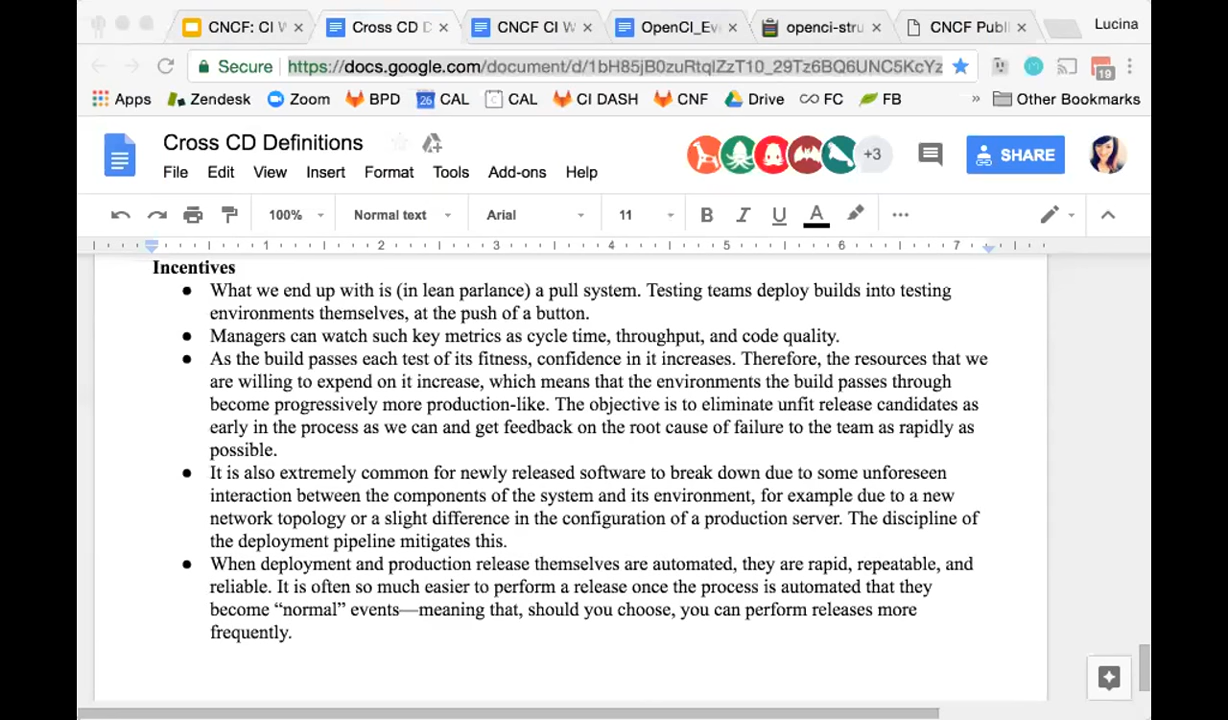 CNCF: CI W
Cross CD D
CNCF CI W
OpenCI_Eve
openci-stru
CNCF Publ
Lucina
Secure
https://docs.google.com/document/d/1bH85jB0zuRtqIZzT10_29Tz6BQ6UNC5KcYz
19
Apps Zendesk Zoom BPD 26 CAL CAL CI DASH CNF Drive FC FB » Other Bookmarks
Cross CD Definitions
+3
SHARE
File Edit View Insert Format Tools Add-ons Help
100% Normal text Arial 11 B I U A
1 2 3 4 5 6 7
Incentives
● What we end up with is (in lean parlance) a pull system. Testing teams deploy builds into testing
environments themselves, at the push of a button.
● Managers can watch such key metrics as cycle time, throughput, and code quality.
● As the build passes each test of its fitness, confidence in it increases. Therefore, the resources that we
are willing to expend on it increase, which means that the environments the build passes through
become progressively more production-like. The objective is to eliminate unfit release candidates as
early in the process as we can and get feedback on the root cause of failure to the team as rapidly as
possible.
● It is also extremely common for newly released software to break down due to some unforeseen
interaction between the components of the system and its environment, for example due to a new
network topology or a slight difference in the configuration of a production server. The discipline of
the deployment pipeline mitigates this.
● When deployment and production release themselves are automated, they are rapid, repeatable, and
reliable. It is often so much easier to perform a release once the process is automated that they
become “normal” events—meaning that, should you choose, you can perform releases more
frequently.